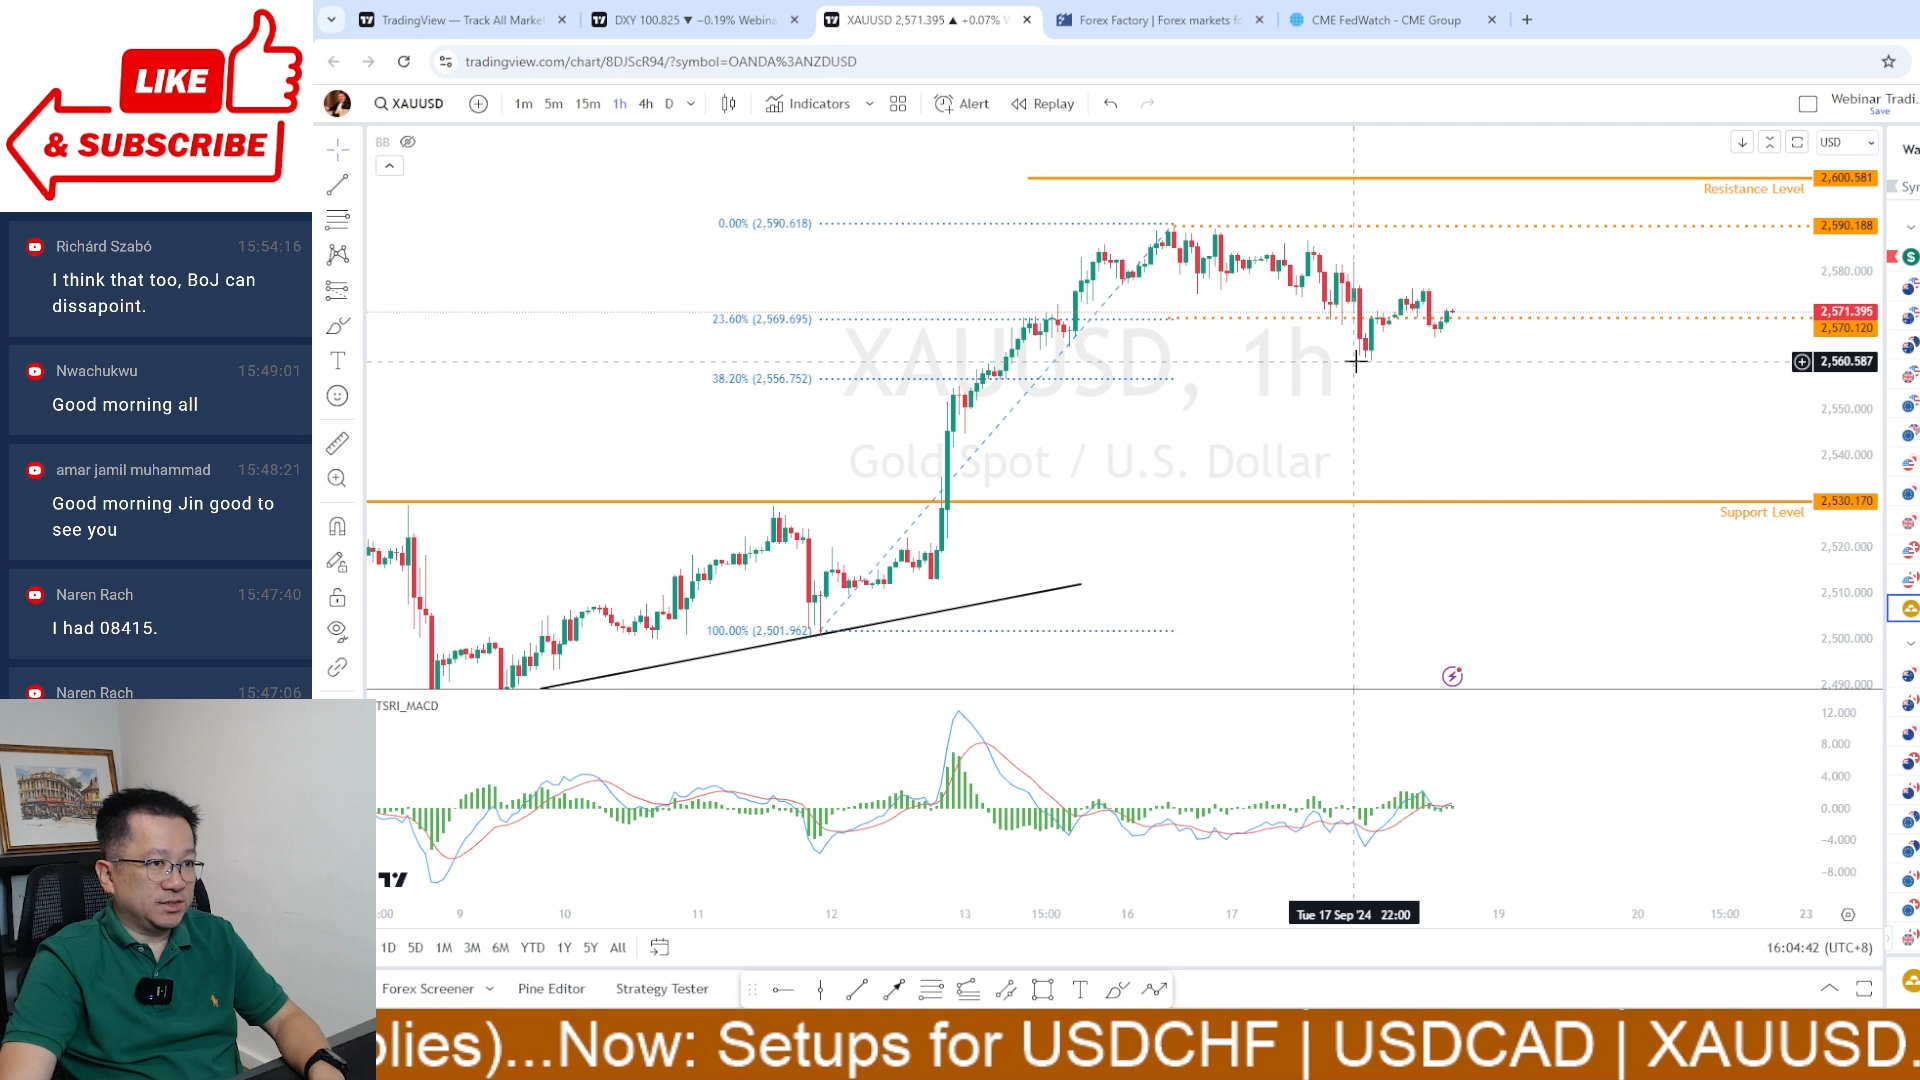 LIKE
& SUBSCRIBE
TradingView — Track All Marke
DXY 100.825 ▼ −0.19% Webina
XAUUSD 2,571.395 ▲ +0.07% W
Forex Factory | Forex markets fo
CME FedWatch - CME Group
tradingview.com/chart/8DJScR94/?symbol=OANDA%3ANZDUSD
XAUUSD
1m
5m
15m
1h
4h
D
Indicators
Alert
Replay
Webinar Tradi...
Save
Richárd Szabó 15:54:16
I think that too, BoJ can
dissapoint.
Nwachukwu 15:49:01
Good morning all
amar jamil muhammad 15:48:21
Good morning Jin good to
see you
Naren Rach 15:47:40
I had 08415.
Naren Rach 15:47:06
BB
USD
Wa
Syr
2,600.581
Resistance Level
0.00% (2,590.618)
2,590.188
2,580.000
2,571.395
23.60% (2,569.695)
2,570.120
XAUUSD, 1h
2,560.587
38.20% (2,556.752)
2,550.000
Gold Spot / U.S. Dollar
2,540.000
2,530.170
Support Level
2,520.000
2,510.000
100.00% (2,501.962)
2,500.000
2,490.000
TSRI_MACD
12.000
8.000
4.000
0.000
−4.000
−8.000
:00
9
10
11
12
13
15:00
16
17
Tue 17 Sep '24 22:00
19
20
15:00
23
1D 5D 1M 3M 6M YTD 1Y 5Y All
16:04:42 (UTC+8)
Forex Screener
Pine Editor
Strategy Tester
plies)...Now: Setups for USDCHF | USDCAD | XAUUSD.